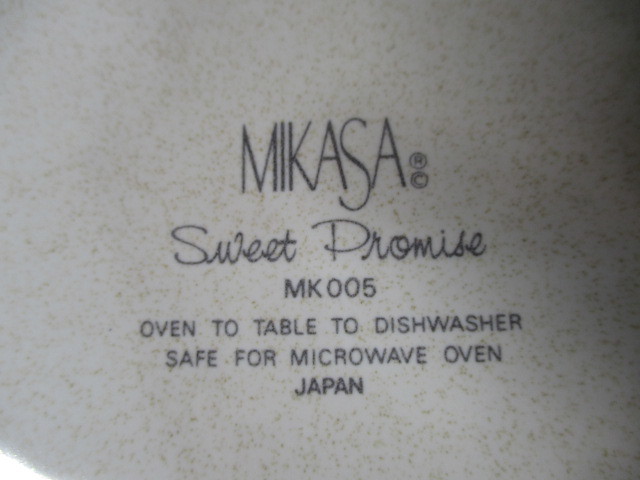 MIKASA®©
Sweet Promise
MK005
OVEN TO TABLE TO DISHWASHER
SAFE FOR MICROWAVE OVEN
JAPAN